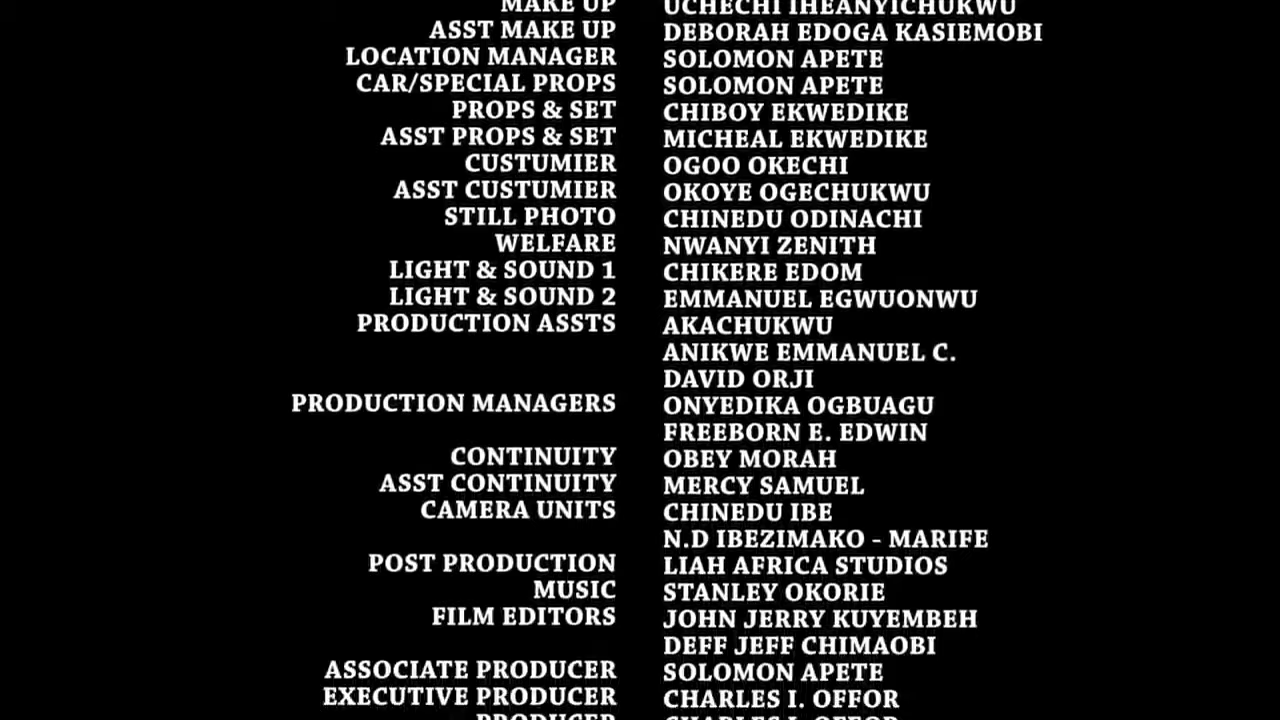 MAKE UP UCHECHI IHEANYICHUKWU
ASST MAKE UP DEBORAH EDOGA KASIEMOBI
LOCATION MANAGER SOLOMON APETE
CAR/SPECIAL PROPS SOLOMON APETE
PROPS & SET CHIBOY EKWEDIKE
ASST PROPS & SET MICHEAL EKWEDIKE
CUSTUMIER OGOO OKECHI
ASST CUSTUMIER OKOYE OGECHUKWU
STILL PHOTO CHINEDU ODINACHI
WELFARE NWANYI ZENITH
LIGHT & SOUND 1 CHIKERE EDOM
LIGHT & SOUND 2 EMMANUEL EGWUONWU
PRODUCTION ASSTS AKACHUKWU
ANIKWE EMMANUEL C.
DAVID ORJI
PRODUCTION MANAGERS ONYEDIKA OGBUAGU
FREEBORN E. EDWIN
CONTINUITY OBEY MORAH
ASST CONTINUITY MERCY SAMUEL
CAMERA UNITS CHINEDU IBE
N.D IBEZIMAKO - MARIFE
POST PRODUCTION LIAH AFRICA STUDIOS
MUSIC STANLEY OKORIE
FILM EDITORS JOHN JERRY KUYEMBEH
DEFF JEFF CHIMAOBI
ASSOCIATE PRODUCER SOLOMON APETE
EXECUTIVE PRODUCER CHARLES I. OFFOR
PRODUCER CHARLES I. OFFOR